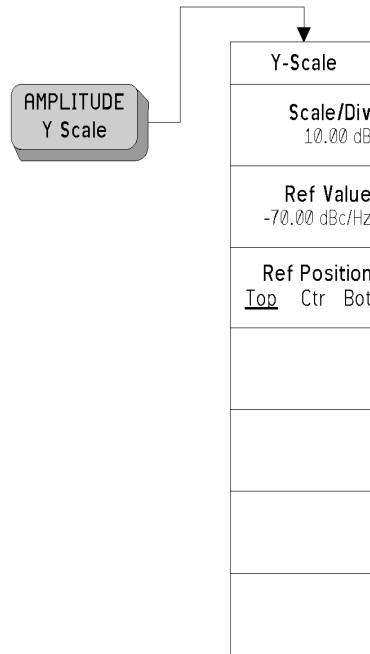 AMPLITUDE
Y Scale
Y-Scale
Scale/Div
10.00 dB
Ref Value
-70.00 dBc/Hz
Ref Position
Top Ctr Bot